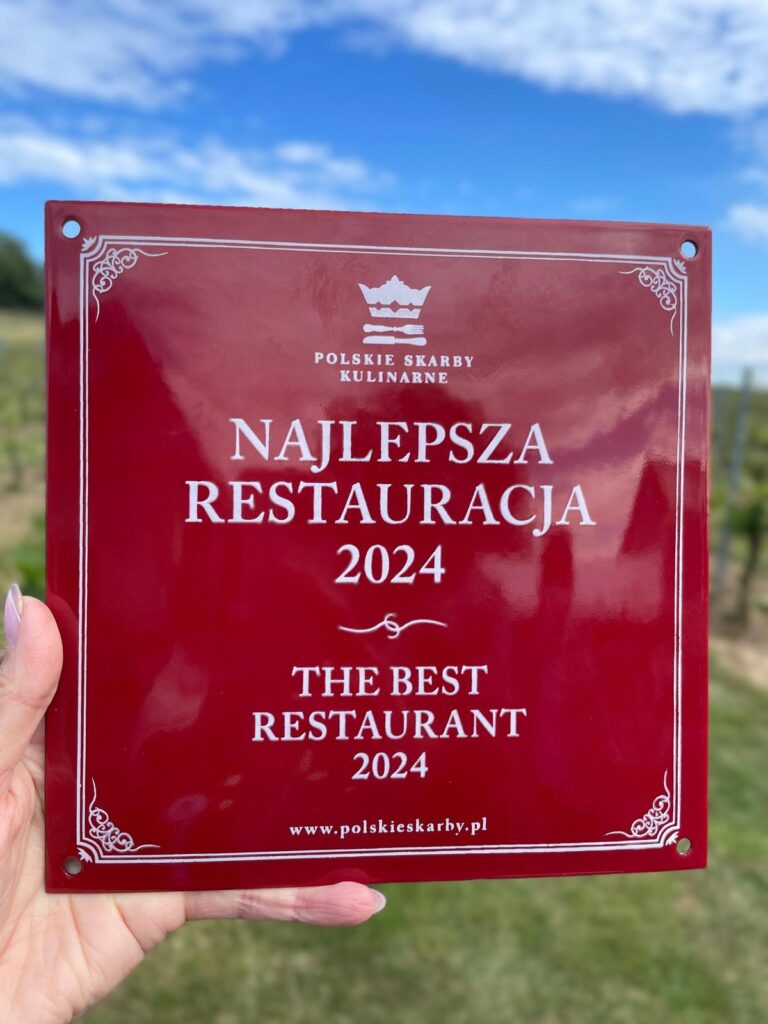 POLSKIE SKARBY
KULINARNE
NAJLEPSZA
RESTAURACJA
2024
THE BEST
RESTAURANT
2024
www.polskieskarby.pl